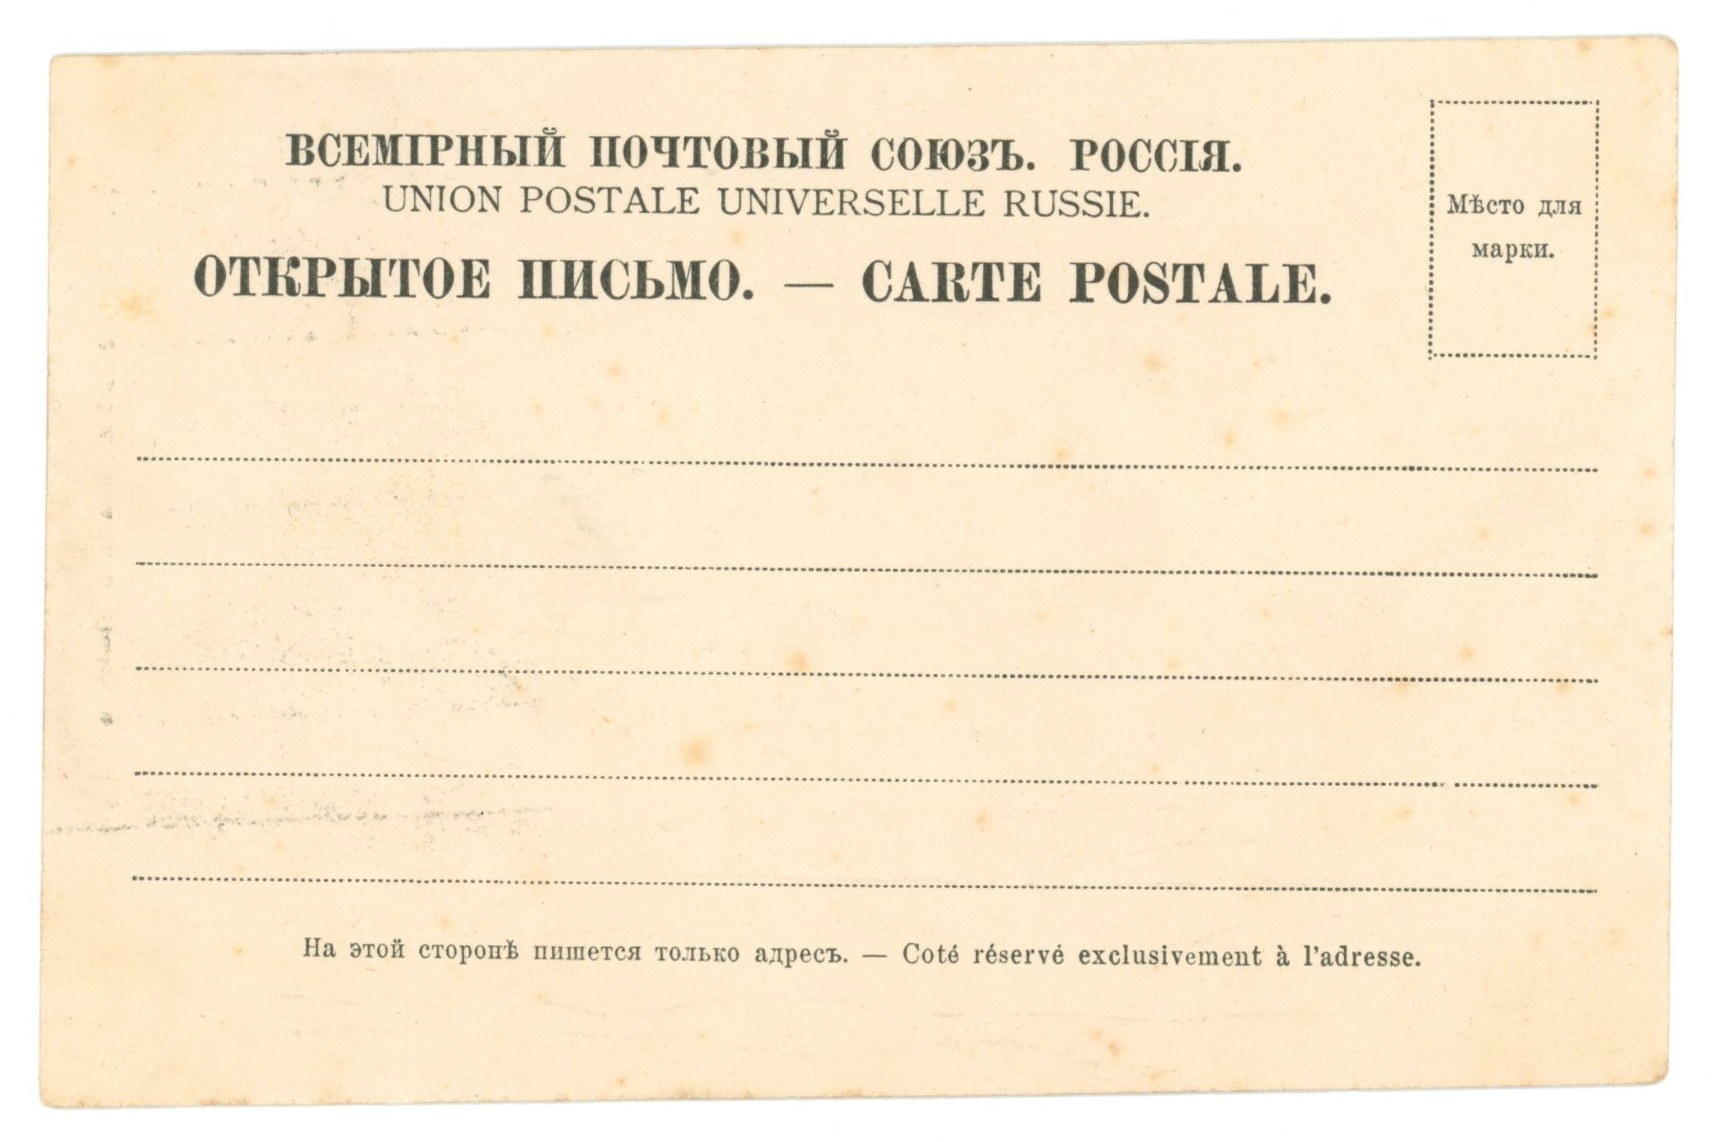 ВСЕМІРНЫЙ ПОЧТОВЫЙ СОЮЗЪ. РОССІЯ.
UNION POSTALE UNIVERSELLE RUSSIE.
ОТКРЫТОЕ ПИСЬМО. — CARTE POSTALE.
Мѣсто для
марки.
На этой сторонѣ пишется только адресъ. — Coté réservé exclusivement à l'adresse.